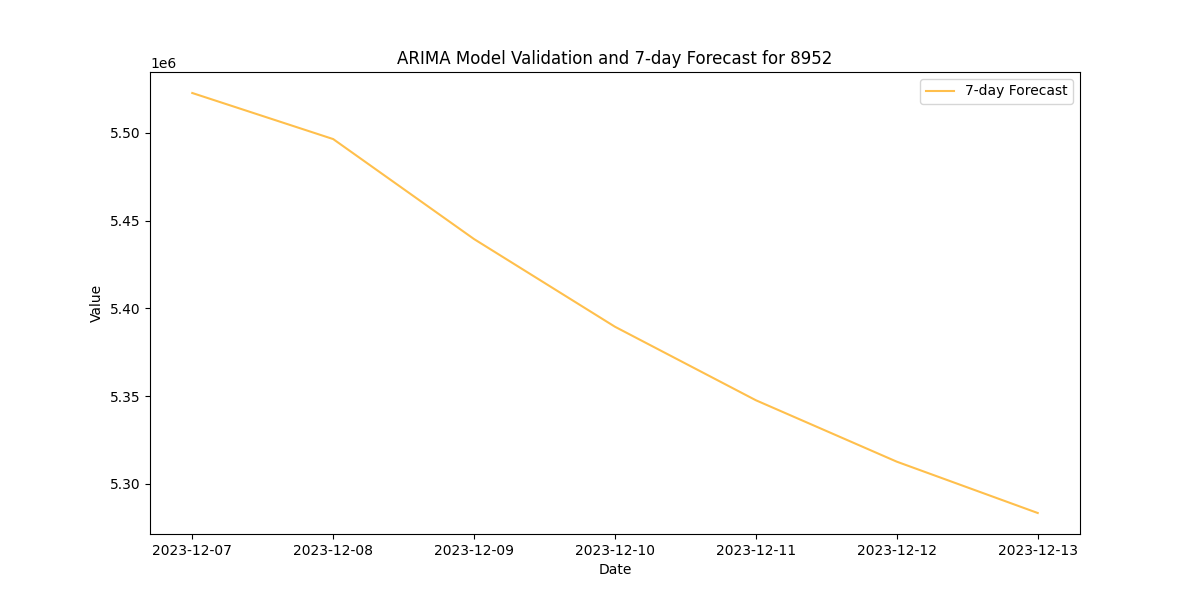 ARIMA Model Validation and 7-day Forecast for 8952
1e6
7-day Forecast
5.50
5.45
5.40
5.35
5.30
Value
2023-12-07 2023-12-08 2023-12-09 2023-12-10 2023-12-11 2023-12-12 2023-12-13
Date